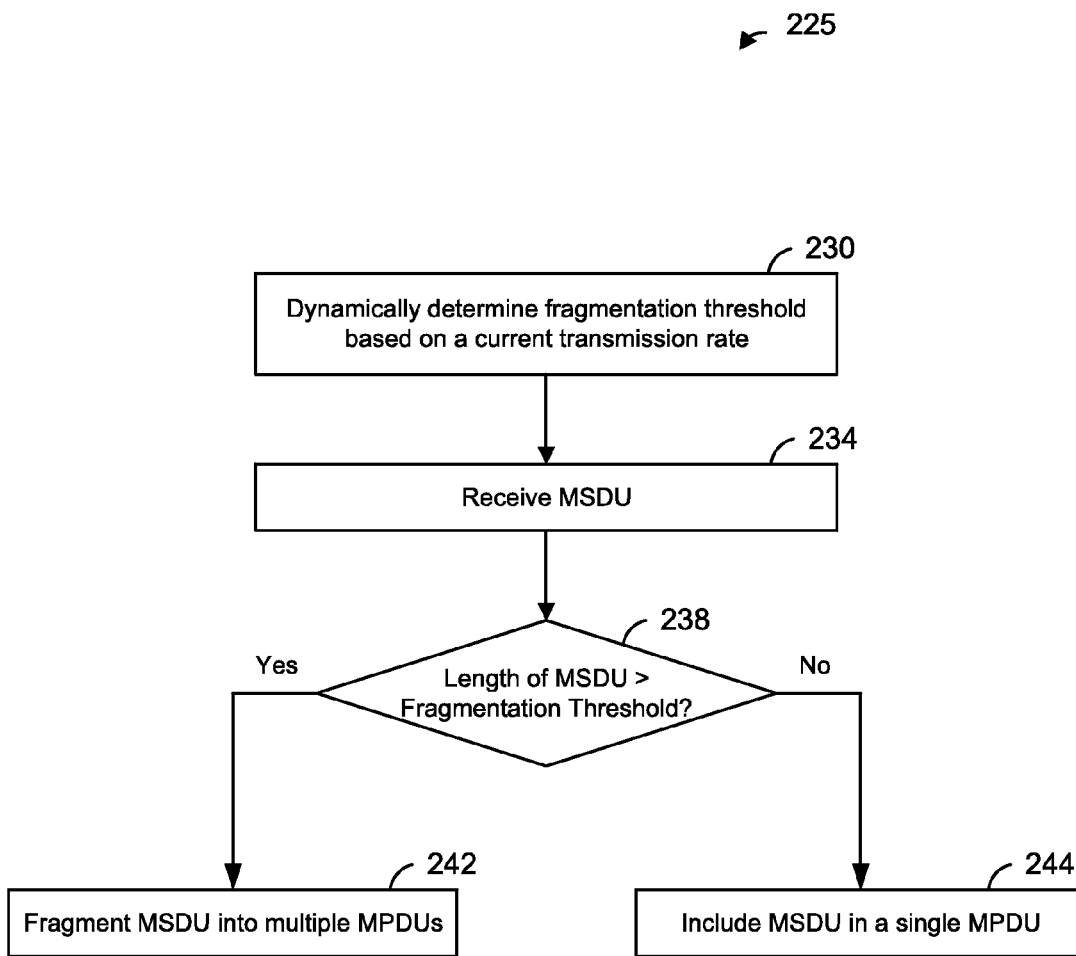 225
230
Dynamically determine fragmentation threshold
based on a current transmission rate
234
Receive MSDU
238
Yes
No
Length of MSDU >
Fragmentation Threshold?
242
244
Fragment MSDU into multiple MPDUs
Include MSDU in a single MPDU